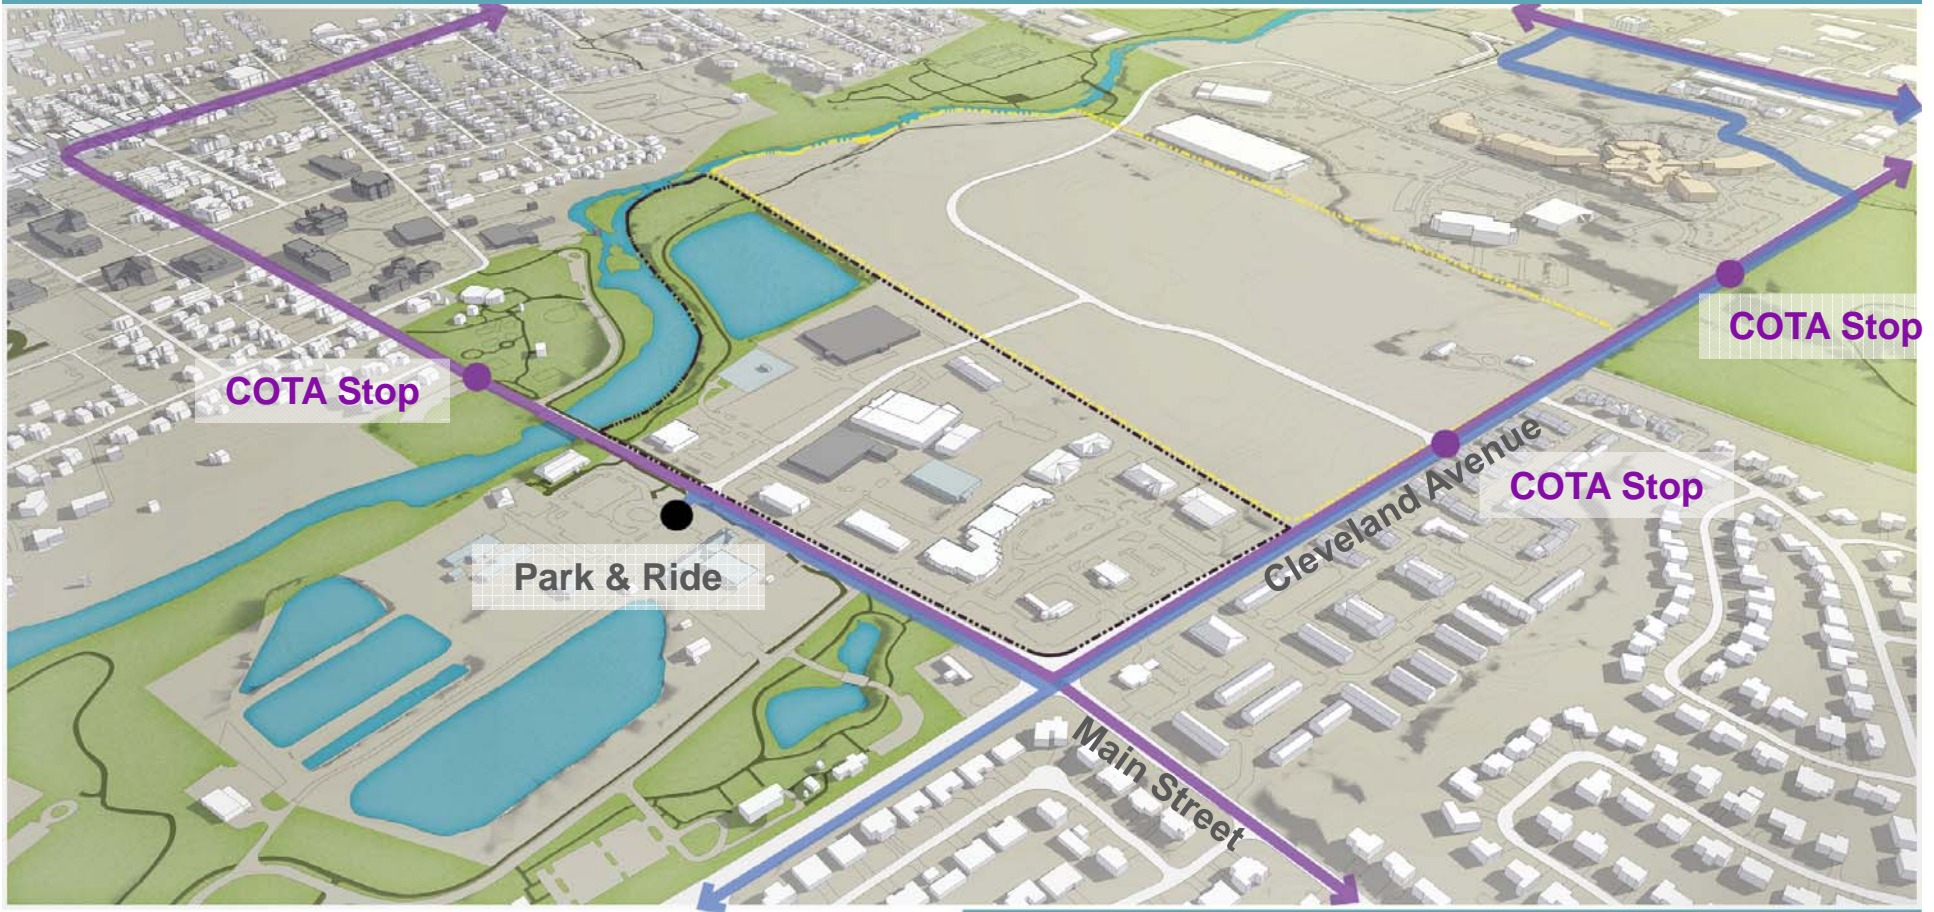 COTA Stop
COTA Stop
Cleveland Avenue
COTA Stop
Park & Ride
Main Street